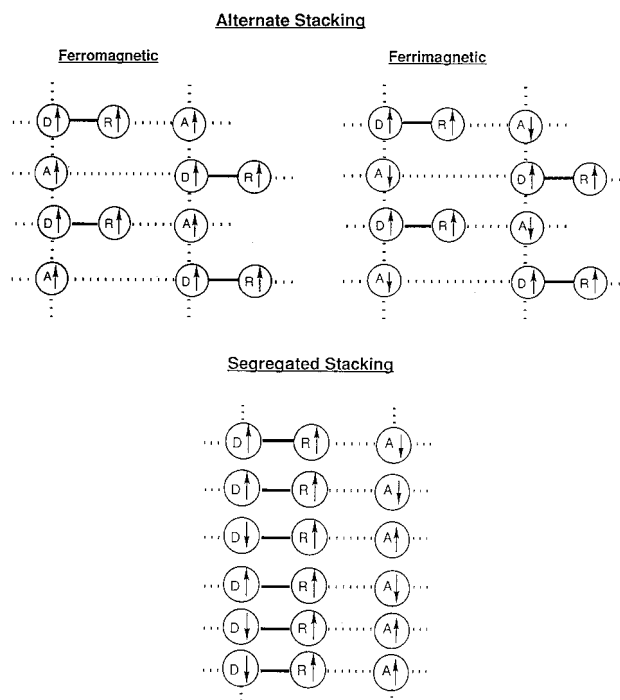 Alternate Stacking
Ferromagnetic
Ferrimagnetic
D R A
A D R
D R A
A D R
D R A
A D R
D R A
A D R
Segregated Stacking
D R A
D R A
D R A
D R A
D R A
D R A